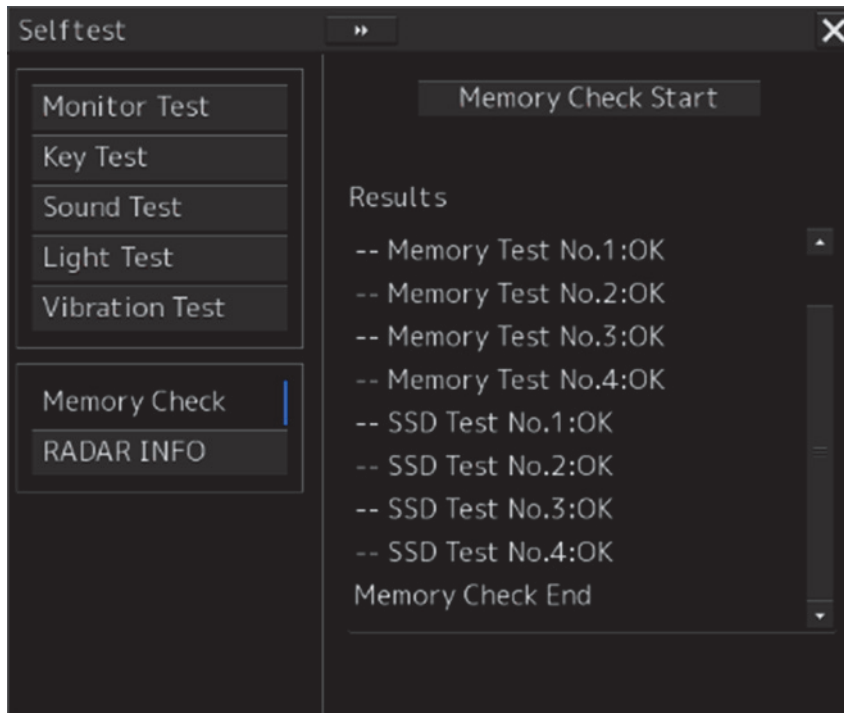 Selftest
Monitor Test
Key Test
Sound Test
Light Test
Vibration Test
Memory Check
RADAR INFO
Memory Check Start
Results
-- Memory Test No.1:OK
-- Memory Test No.2:OK
-- Memory Test No.3:OK
-- Memory Test No.4:OK
-- SSD Test No.1:OK
-- SSD Test No.2:OK
-- SSD Test No.3:OK
-- SSD Test No.4:OK
Memory Check End